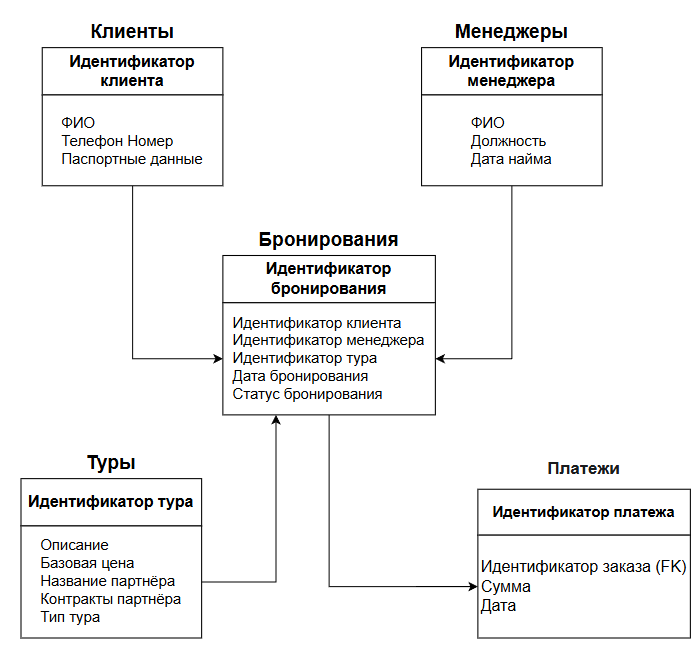 Клиенты
Идентификатор
клиента
ФИО
Телефон Номер
Паспортные данные
Менеджеры
Идентификатор
менеджера
ФИО
Должность
Дата найма
Бронирования
Идентификатор
бронирования
Идентификатор клиента
Идентификатор менеджера
Идентификатор тура
Дата бронирования
Статус бронирования
Туры
Идентификатор тура
Описание
Базовая цена
Название партнёра
Контракты партнёра
Тип тура
Платежи
Идентификатор платежа
Идентификатор заказа (FK)
Сумма
Дата